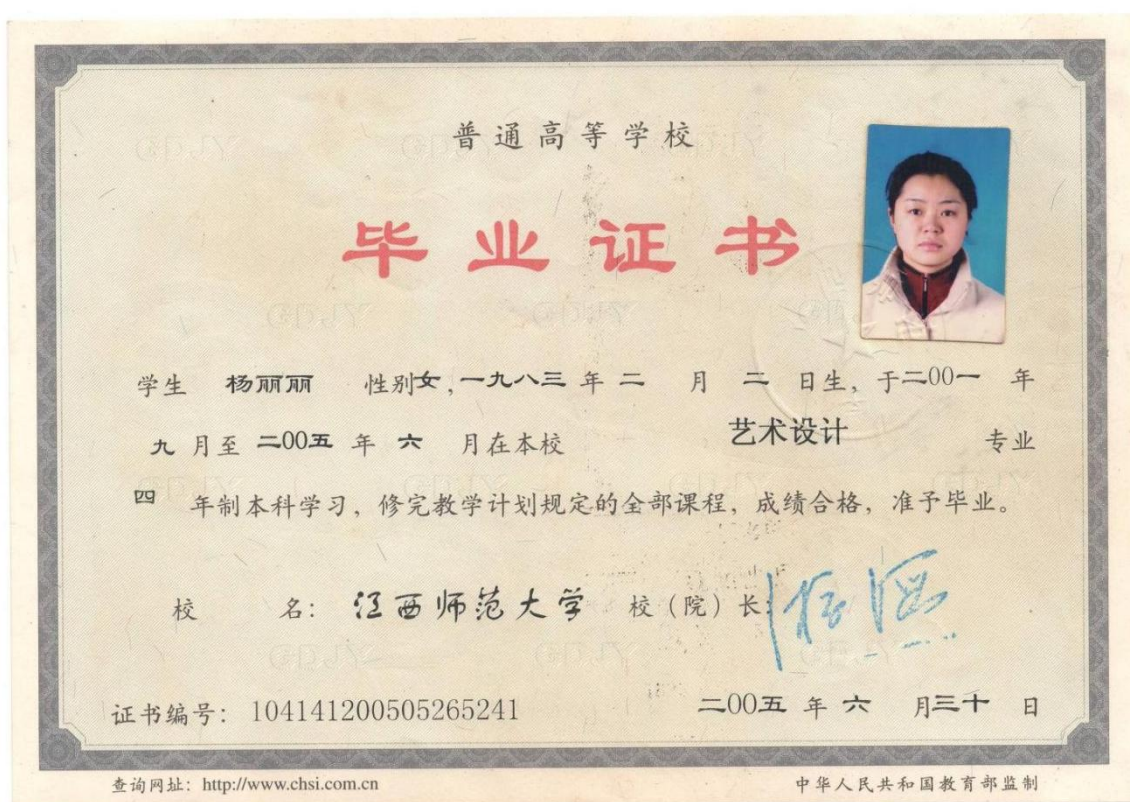 普通高等学校
毕业证书
学生 杨丽丽 性别女，一九八三 年 二 月 二 日生，于二00一 年
九 月至 二00五 年 六 月在本校 艺术设计 专业
四 年制本科学习，修完教学计划规定的全部课程，成绩合格，准予毕业。
校 名： 江西师范大学 校（院）长：
证书编号： 104141200505265241 二00五 年 六 月三十 日
查询网址： http://www.chsi.com.cn 中华人民共和国教育部监制